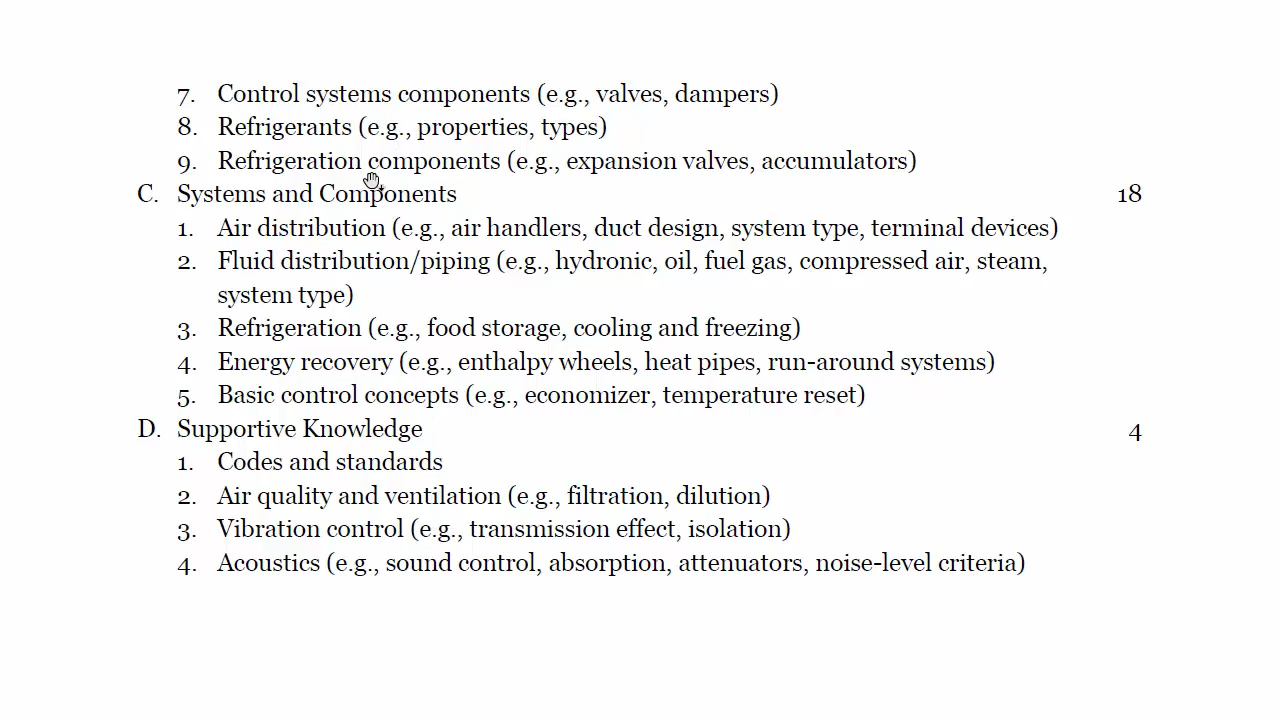 7. Control systems components (e.g., valves, dampers)
8. Refrigerants (e.g., properties, types)
9. Refrigeration components (e.g., expansion valves, accumulators)
C. Systems and Components 18
1. Air distribution (e.g., air handlers, duct design, system type, terminal devices)
2. Fluid distribution/piping (e.g., hydronic, oil, fuel gas, compressed air, steam,
system type)
3. Refrigeration (e.g., food storage, cooling and freezing)
4. Energy recovery (e.g., enthalpy wheels, heat pipes, run-around systems)
5. Basic control concepts (e.g., economizer, temperature reset)
D. Supportive Knowledge 4
1. Codes and standards
2. Air quality and ventilation (e.g., filtration, dilution)
3. Vibration control (e.g., transmission effect, isolation)
4. Acoustics (e.g., sound control, absorption, attenuators, noise-level criteria)